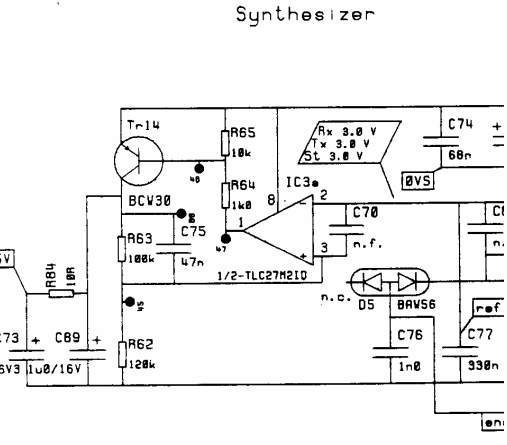 Synthesizer
Tr14
R65
10k
Rx 3.0 V
Tx 3.0 V
St 3.0 V
C74
68n
+
0VS
48
R64
1k0
IC3a
8
2
BCW30
1
C75
47n
47
R63
100k
C70
n.f.
3
+
1/2-TLC27M2ID
R84
10R
n.c.
D5
BAW56
45
ref
C73
+
C89
+
6V3
1u0/16V
R62
120k
C76
1n0
C77
330n